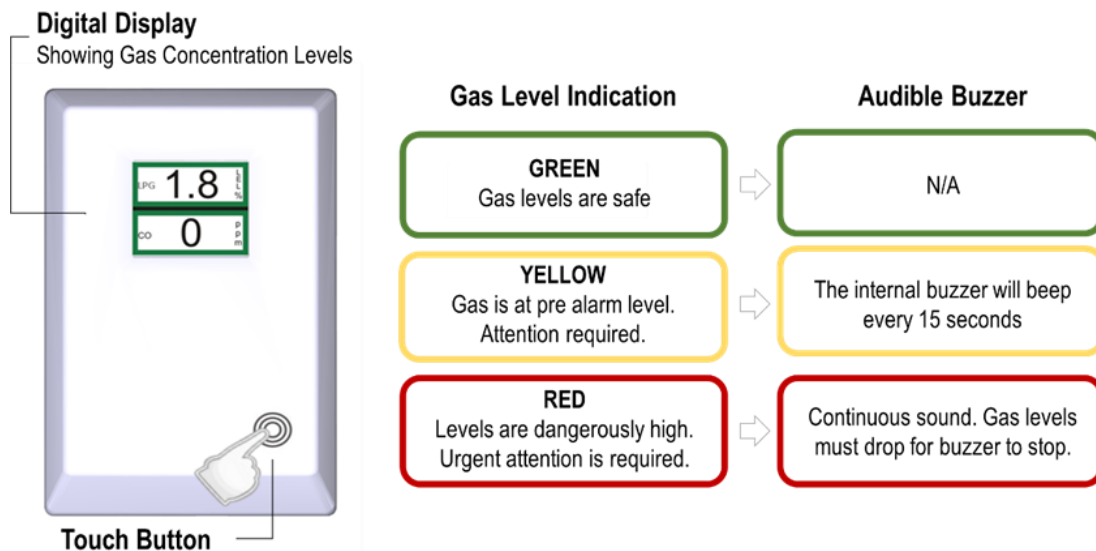 Digital Display
Showing Gas Concentration Levels
LPG 1.8 LEL%
CO 0 ppm
Touch Button
Gas Level Indication
Audible Buzzer
GREEN
Gas levels are safe
N/A
YELLOW
Gas is at pre alarm level.
Attention required.
The internal buzzer will beep
every 15 seconds
RED
Levels are dangerously high.
Urgent attention is required.
Continuous sound. Gas levels
must drop for buzzer to stop.